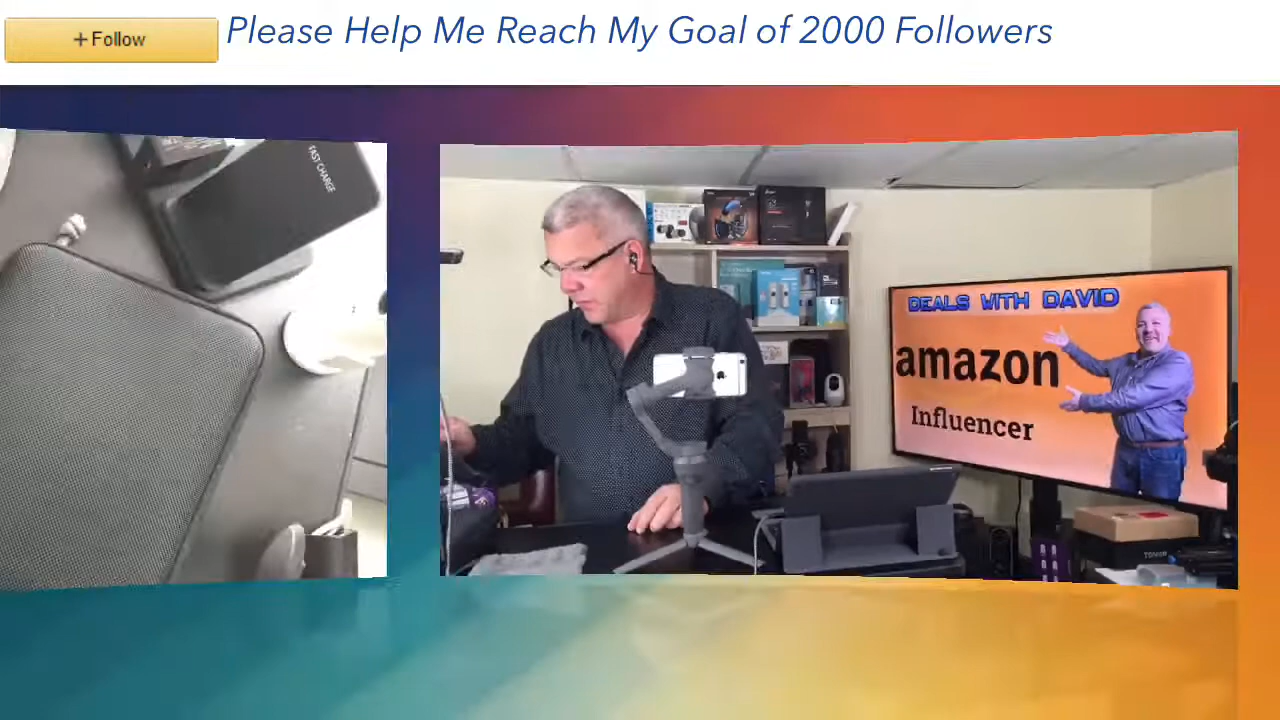 +Follow
Please Help Me Reach My Goal of 2000 Followers
FAST CHARGE
DEALS WITH DAVID
amazon
Influencer